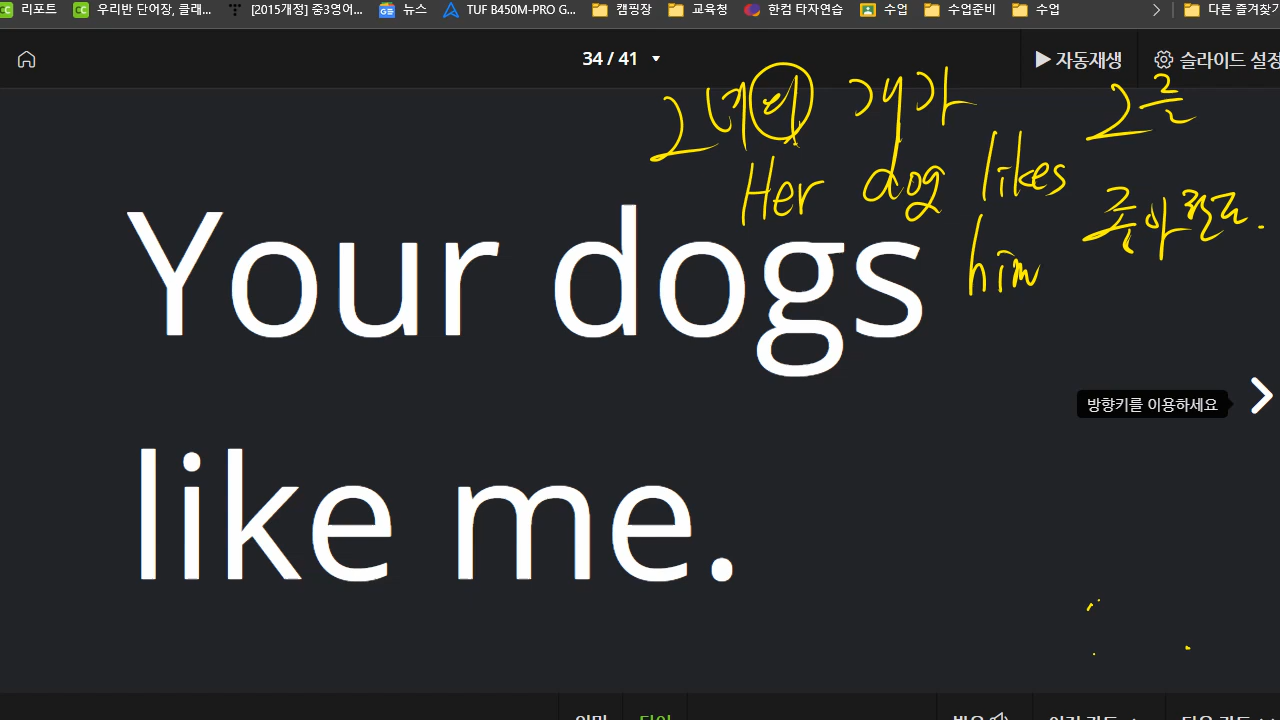 리포트 우리반 단어장, 클래... [2015개정] 중3영어... 뉴스 TUF B450M-PRO G... 캠핑장 교육청 한컴 타자연습 수업 수업준비 수업 다른 즐겨찾기
34 / 41 자동재생 슬라이드 설정
그녀의 개가 그를
Her dog likes 좋아한다.
him
Your dogs
방향키를 이용하세요
like me.